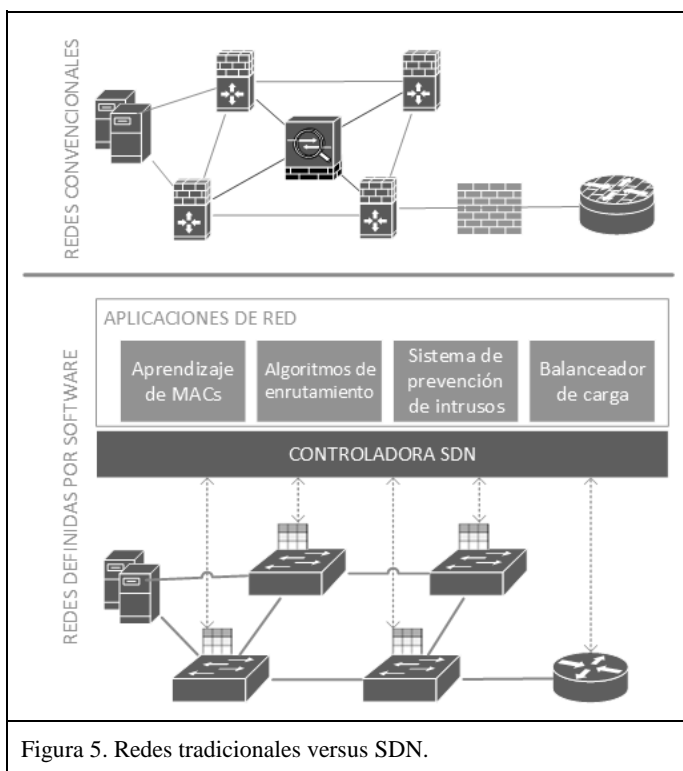 REDES CONVENCIONALES
REDES DEFINIDAS POR SOFTWARE
APLICACIONES DE RED
Aprendizaje
de MACs
Algoritmos de
enrutamiento
Sistema de
prevención
de intrusos
Balanceador
de carga
CONTROLADORA SDN
Figura 5. Redes tradicionales versus SDN.